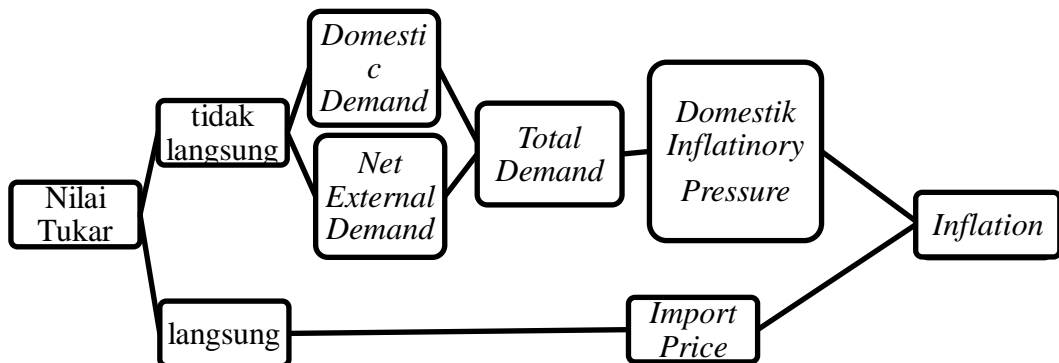 Nilai
Tukar
tidak
langsung
Domesti
c
Demand
Net
External
Demand
Total
Demand
Domestik
Inflatinory
Pressure
Inflation
langsung
Import
Price